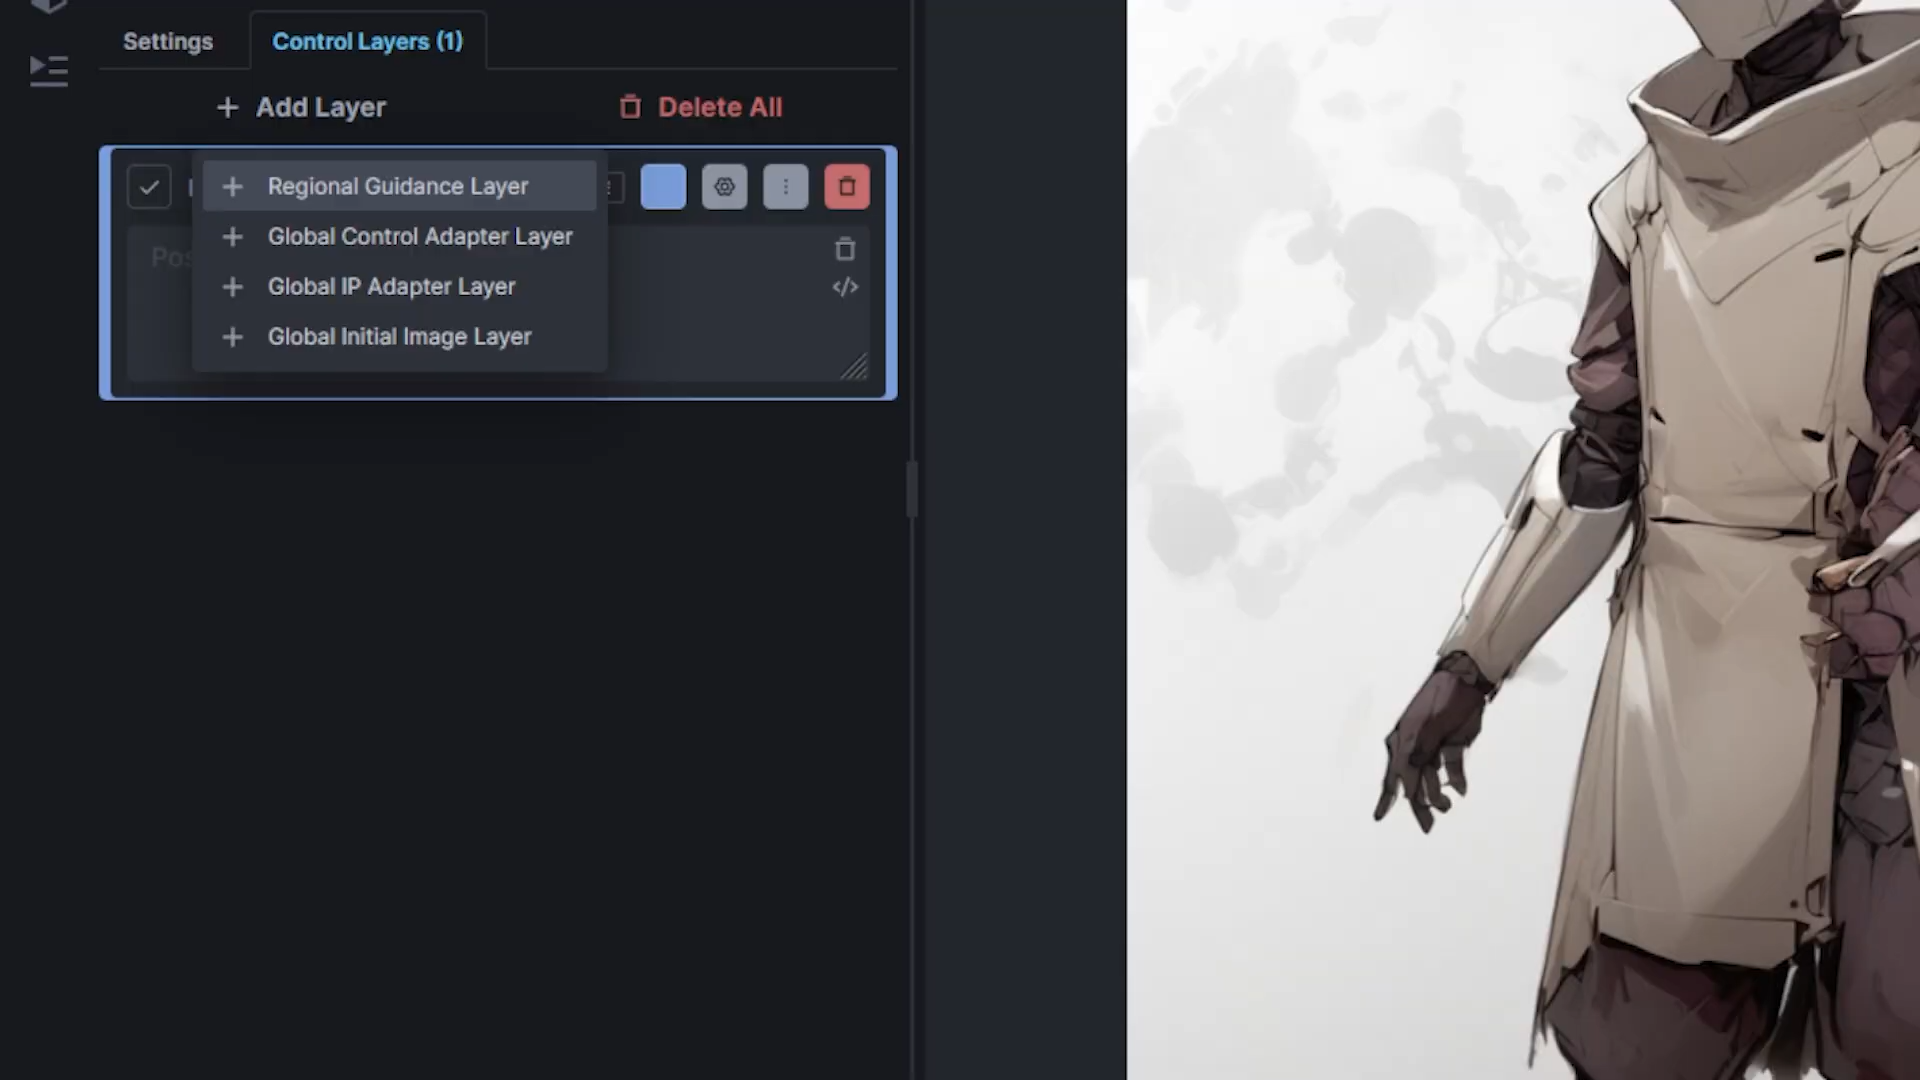 Settings
Control Layers (1)
Add Layer
Delete All
Regional Guidance Layer
Global Control Adapter Layer
Global IP Adapter Layer
Global Initial Image Layer